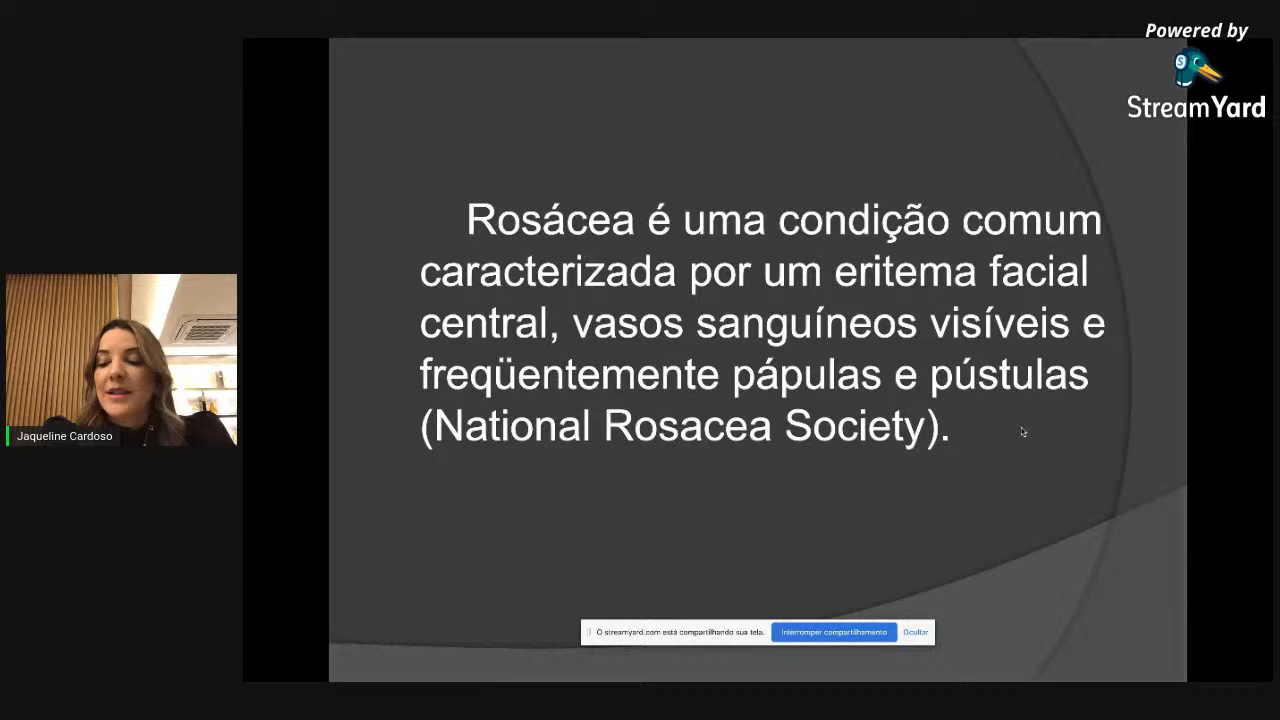 Powered by
StreamYard
Rosácea é uma condição comum
caracterizada por um eritema facial
central, vasos sanguíneos visíveis e
freqüentemente pápulas e pústulas
(National Rosacea Society).
Jaqueline Cardoso
O streamyard.com está compartilhando sua tela. Interromper compartilhamento Ocultar